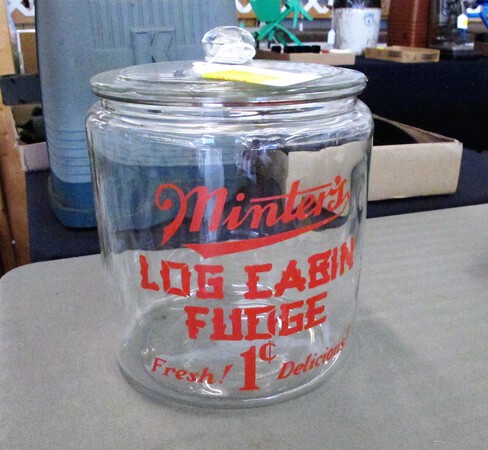 Minter's
LOG CABIN
FUDGE
Fresh! 1¢ Delicious!
K